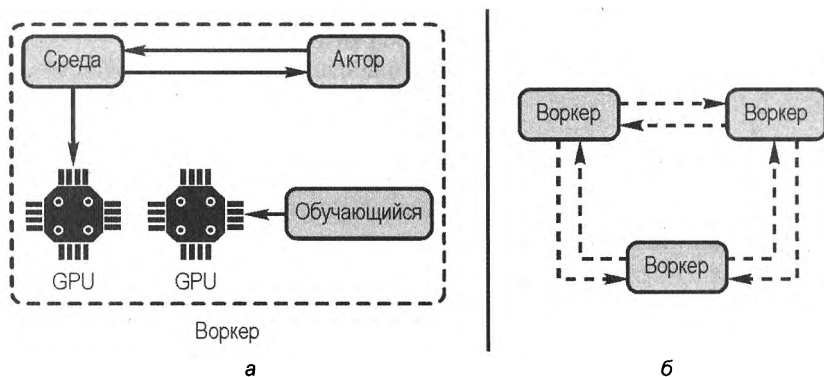 Среда
Актор
Воркер
Воркер
Обучающийся
Воркер
GPU
GPU
Воркер
а
б